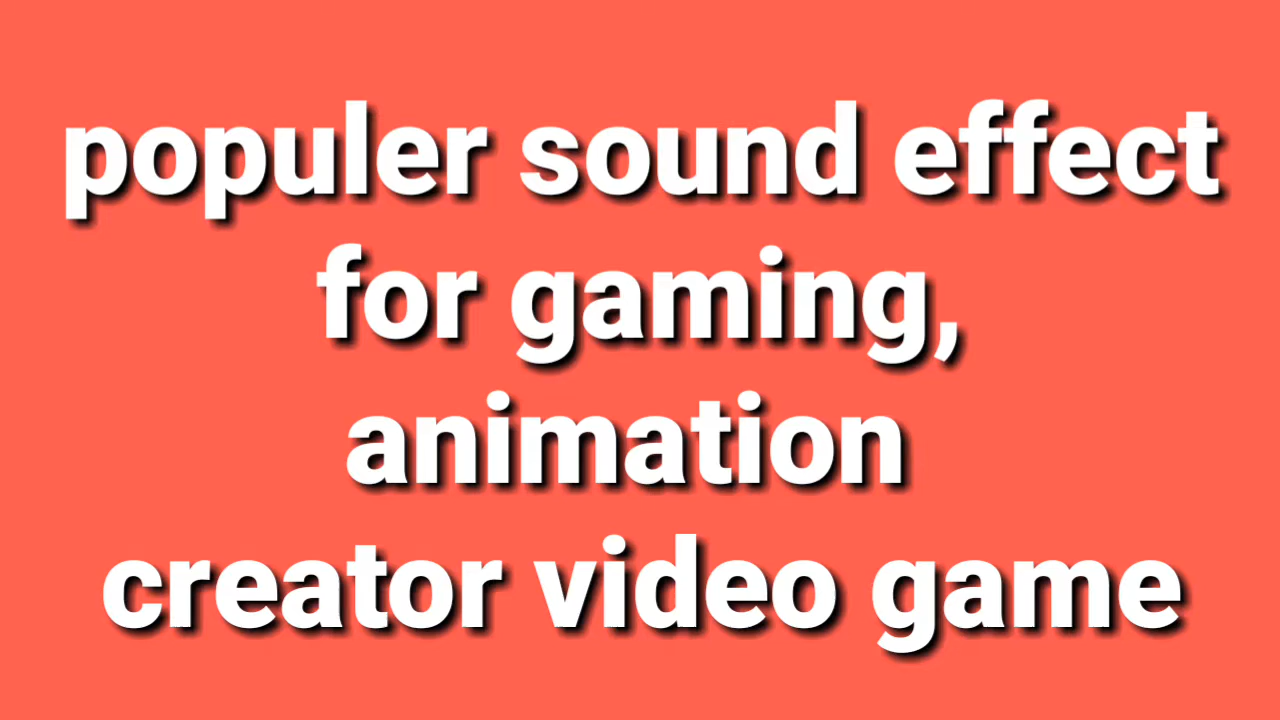 populer sound effect
for gaming,
animation
creator video game